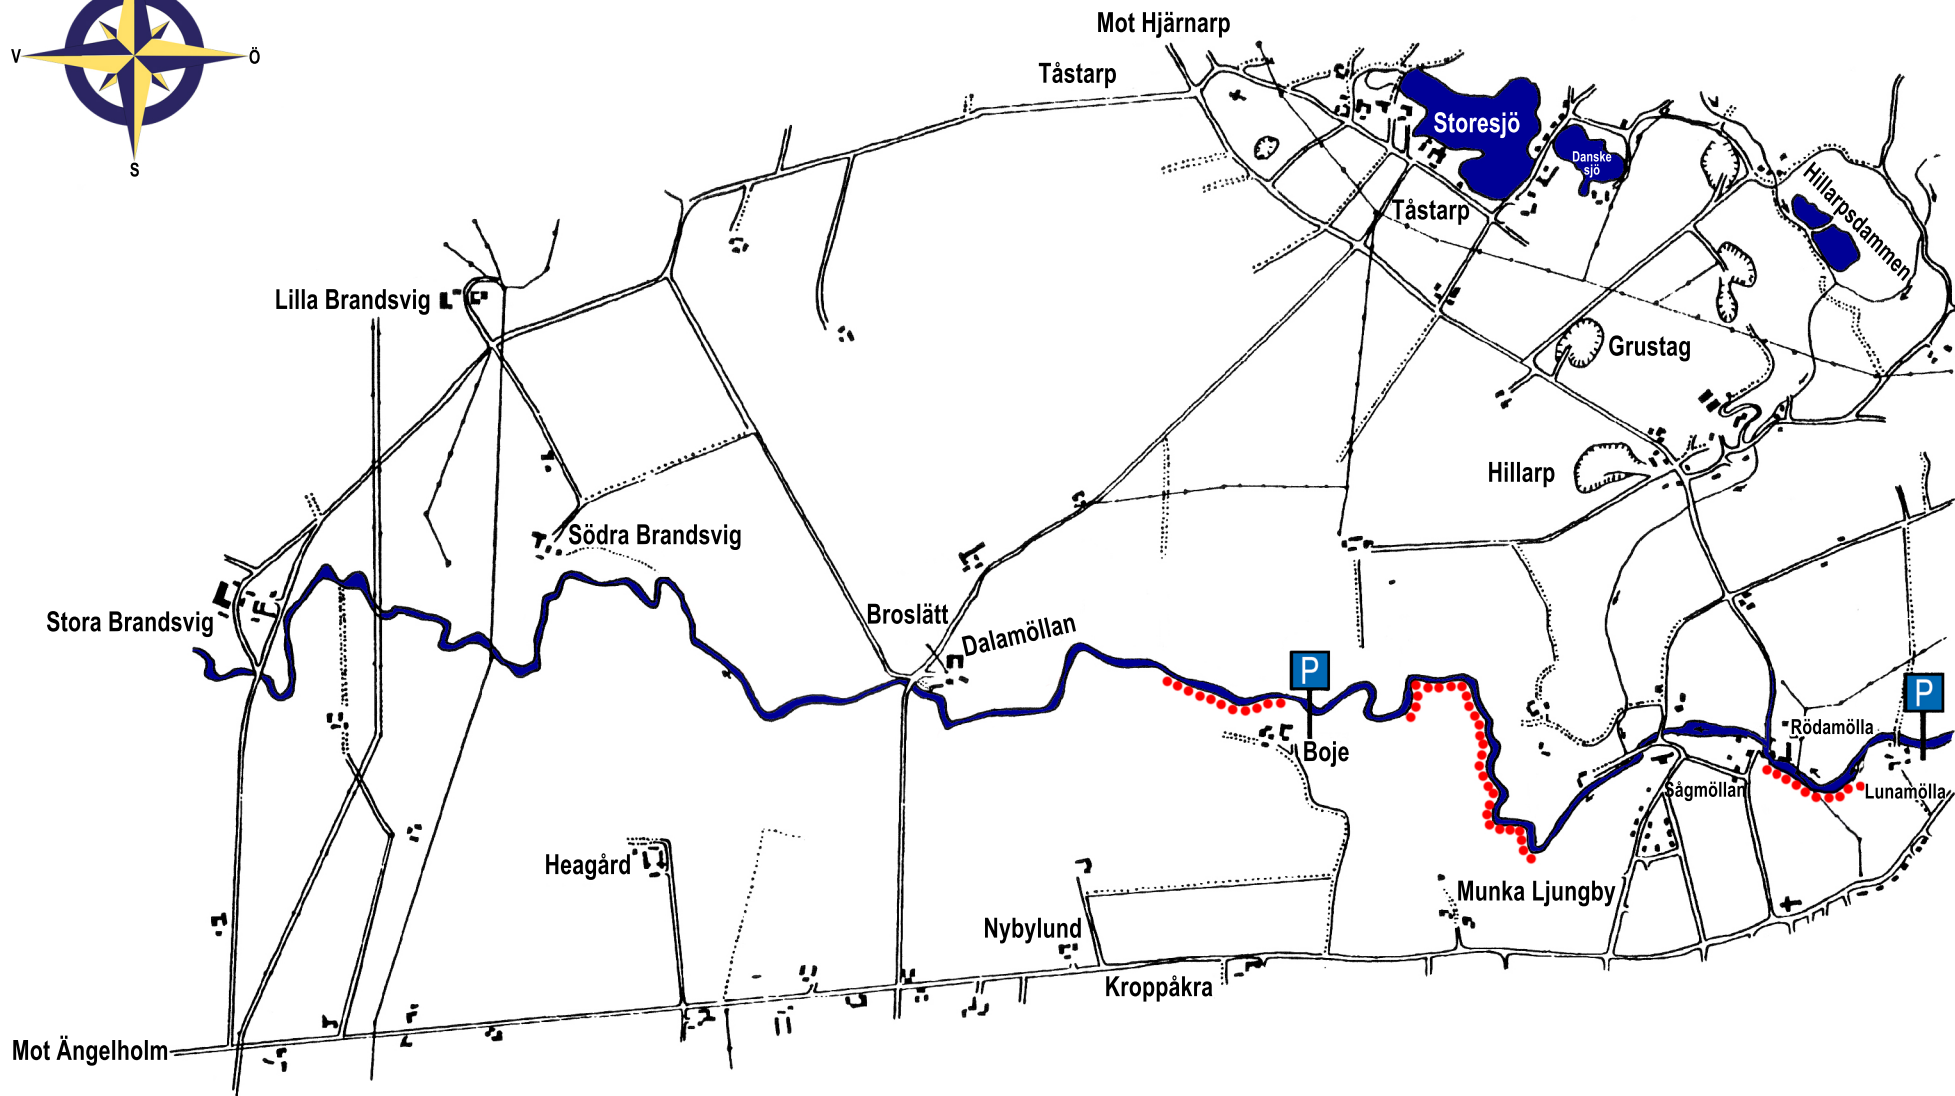 Mot Hjärnarp
V
Ö
Tåstarp
Storesjö
S
Danske
sjö
Hillarpsdammen
Tåstarp
Lilla Brandsvig
Grustag
Hillarp
Södra Brandsvig
Stora Brandsvig
Broslätt
Dalamöllan
P
P
Boje
Rödamölla
Sågmöllan
Lunamölla
Heagård
Munka Ljungby
Nybylund
Kroppåkra
Mot Ängelholm